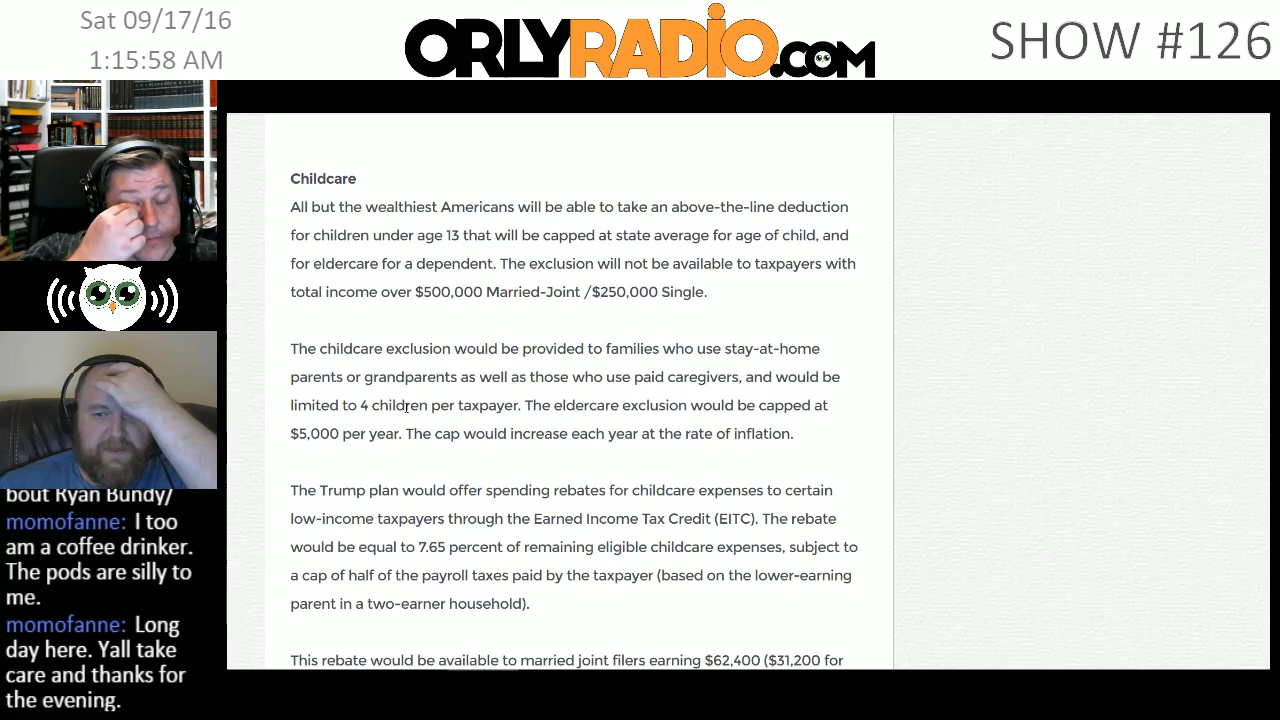 Sat 09/17/16
1:15:58 AM
ORLYRADiO.COM
SHOW #126
Childcare
All but the wealthiest Americans will be able to take an above-the-line deduction
for children under age 13 that will be capped at state average for age of child, and
for eldercare for a dependent. The exclusion will not be available to taxpayers with
total income over $500,000 Married-Joint /$250,000 Single.
The childcare exclusion would be provided to families who use stay-at-home
parents or grandparents as well as those who use paid caregivers, and would be
limited to 4 children per taxpayer. The eldercare exclusion would be capped at
$5,000 per year. The cap would increase each year at the rate of inflation.
The Trump plan would offer spending rebates for childcare expenses to certain
low-income taxpayers through the Earned Income Tax Credit (EITC). The rebate
would be equal to 7.65 percent of remaining eligible childcare expenses, subject to
a cap of half of the payroll taxes paid by the taxpayer (based on the lower-earning
parent in a two-earner household).
This rebate would be available to married joint filers earning $62,400 ($31,200 for
bout Ryan Bundy/
momofanne: I too
am a coffee drinker.
The pods are silly to
me.
momofanne: Long
day here. Yall take
care and thanks for
the evening.